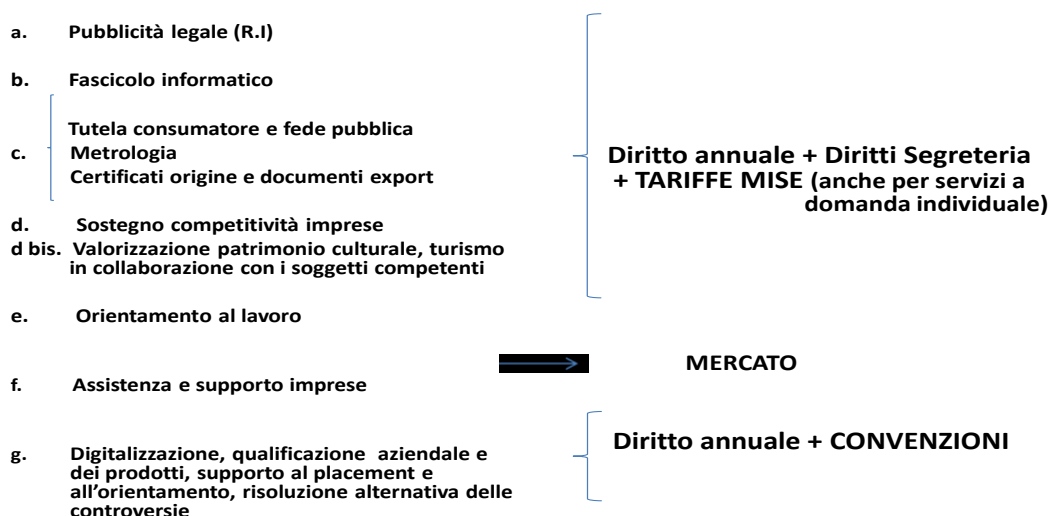 a. Pubblicità legale (R.I)
b. Fascicolo informatico
Tutela consumatore e fede pubblica
c. Metrologia
Certificati origine e documenti export
d. Sostegno competitività imprese
d bis. Valorizzazione patrimonio culturale, turismo
in collaborazione con i soggetti competenti
e. Orientamento al lavoro
f. Assistenza e supporto imprese
g. Digitalizzazione, qualificazione aziendale e
dei prodotti, supporto al placement e
all'orientamento, risoluzione alternativa delle
controversie
Diritto annuale + Diritti Segreteria
+ TARIFFE MISE (anche per servizi a
domanda individuale)
MERCATO
Diritto annuale + CONVENZIONI